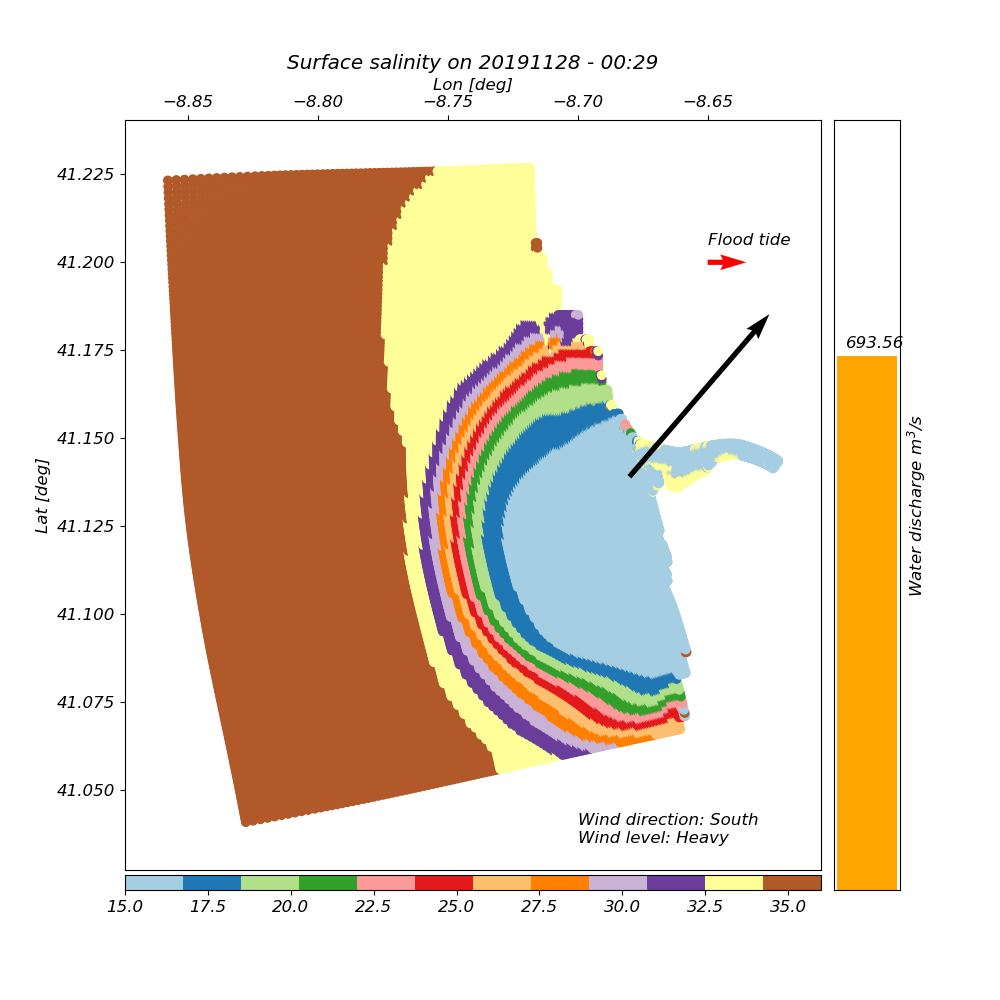 Surface salinity on 20191128 - 00:29
Lon [deg]
−8.85 −8.80 −8.75 −8.70 −8.65
41.225
41.200
41.175
41.150
41.125
41.100
41.075
41.050
Lat [deg]
Flood tide
693.56
Water discharge m³/s
Wind direction: South
Wind level: Heavy
15.0 17.5 20.0 22.5 25.0 27.5 30.0 32.5 35.0